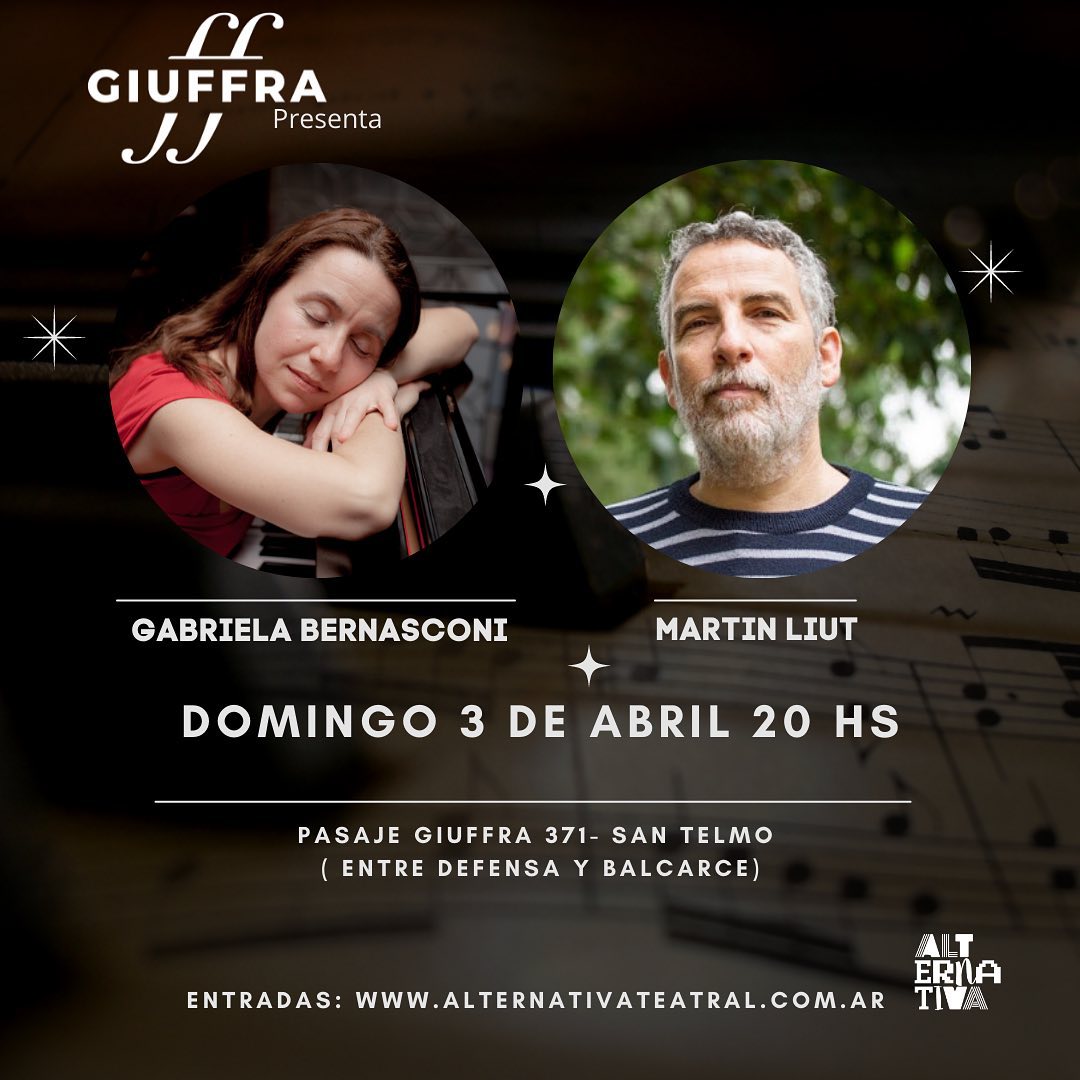 GIUFFRA
Presenta
GABRIELA BERNASCONI
MARTIN LIUT
DOMINGO 3 DE ABRIL 20 HS
PASAJE GIUFFRA 371- SAN TELMO
( ENTRE DEFENSA Y BALCARCE)
ENTRADAS: WWW.ALTERNATIVATEATRAL.COM.AR
ALT
ERNA
TIVA